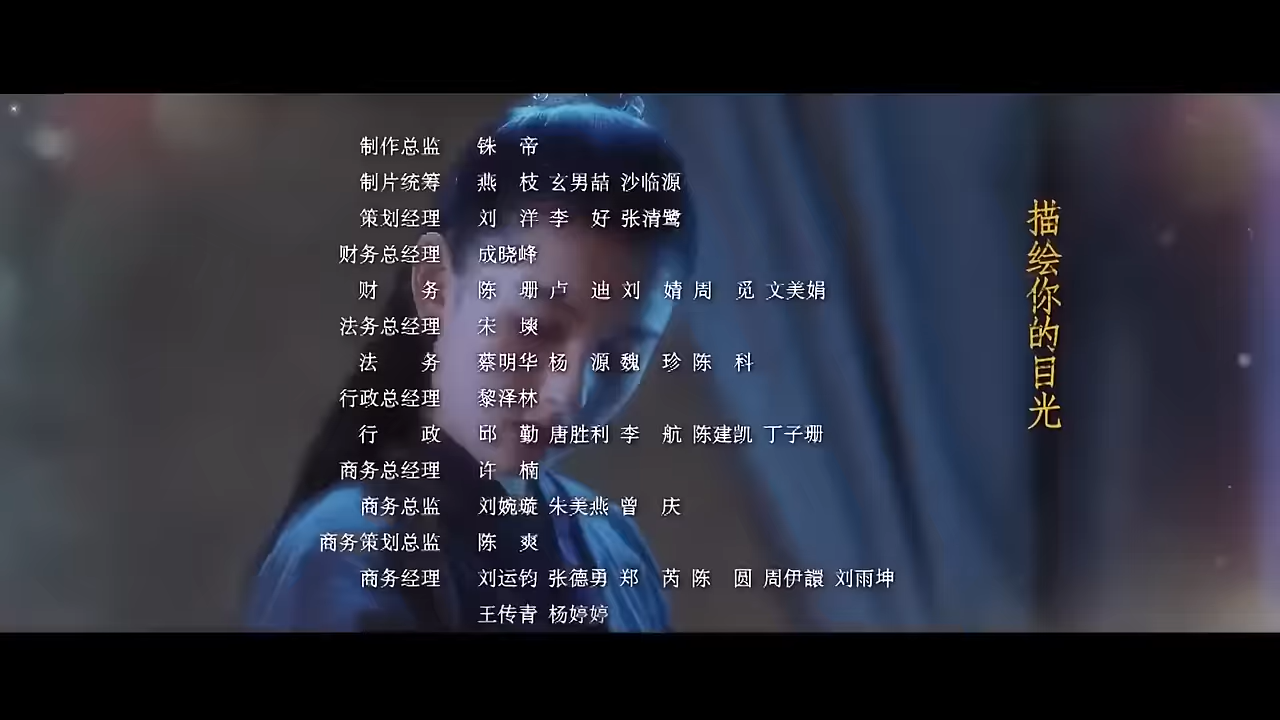 制作总监 铢 帝
制片统筹 燕 枝 玄男喆 沙临源
策划经理 刘 洋 李 好 张清鹭
财务总经理 成晓峰
财 务 陈 珊 卢 迪 刘 婧 周 觅 文美娟
法务总经理 宋 堜
法 务 蔡明华 杨 源 魏 珍 陈 科
行政总经理 黎泽林
行 政 邱 勤 唐胜利 李 航 陈建凯 丁子珊
商务总经理 许 楠
商务总监 刘婉璇 朱美燕 曾 庆
商务策划总监 陈 爽
商务经理 刘运钧 张德勇 郑 芮 陈 圆 周伊譞 刘雨坤
王传青 杨婷婷
描绘你的目光